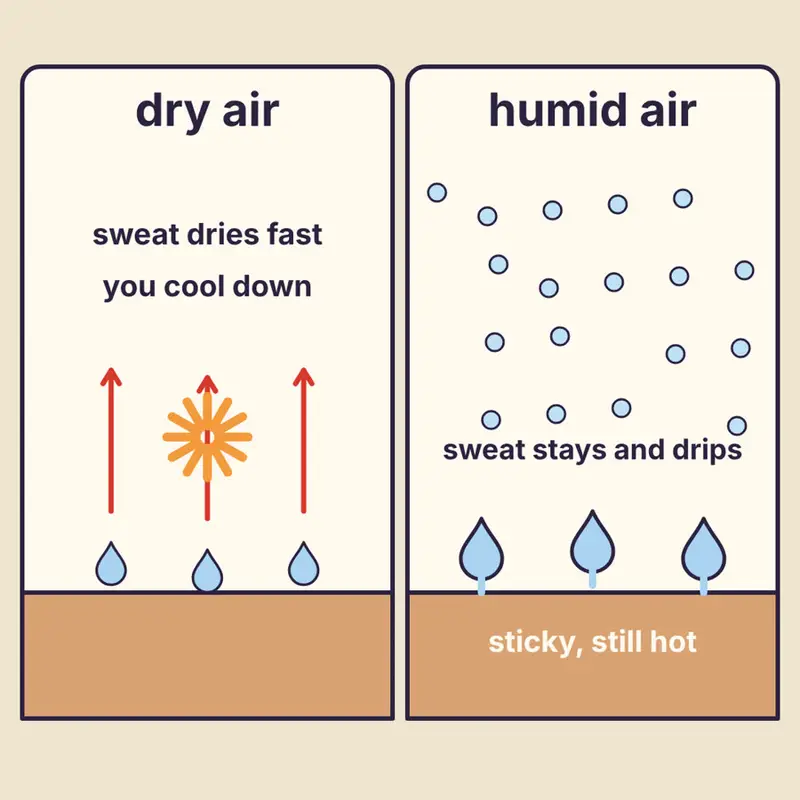 dry air
sweat dries fast
you cool down
humid air
sweat stays and drips
sticky, still hot